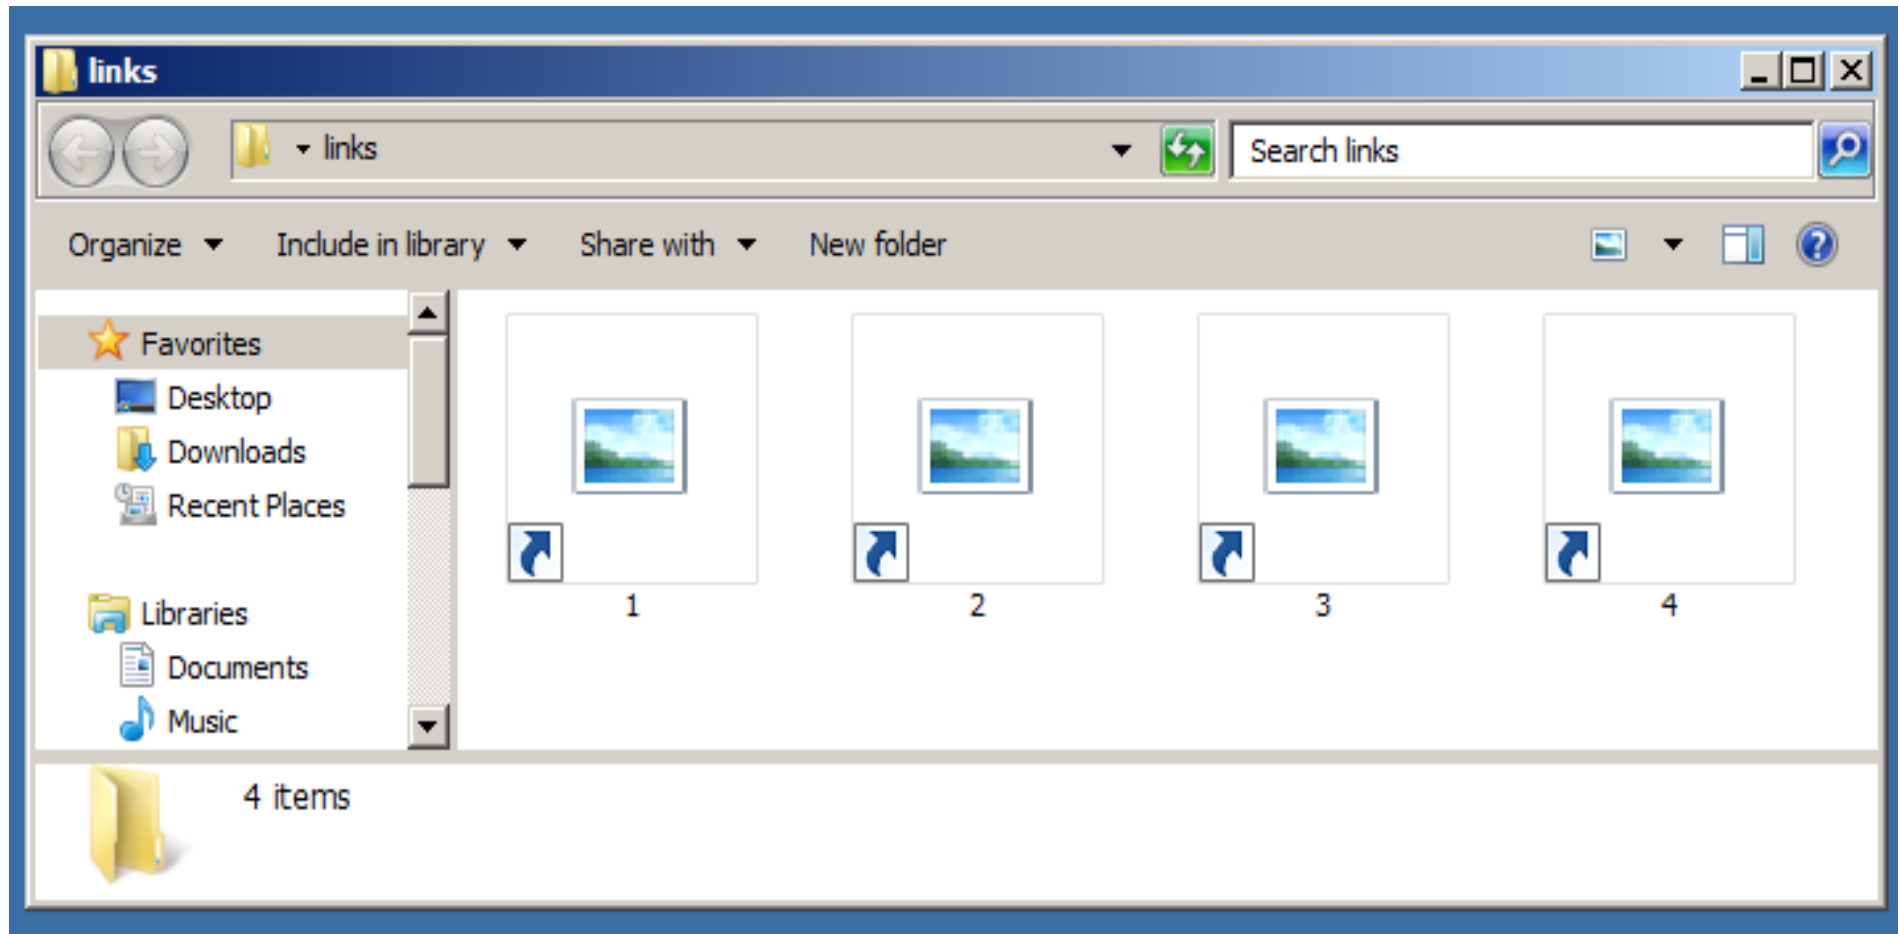 links
links
Search links
Organize Include in library Share with New folder
Favorites
Desktop
Downloads
Recent Places
Libraries
Documents
Music
1 2 3 4
4 items